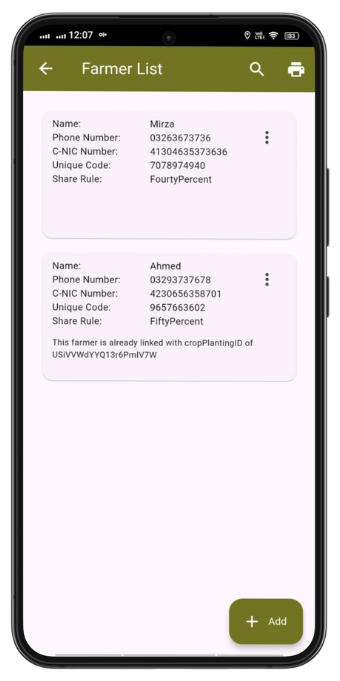 12:07
Farmer List
Name: Mirza
Phone Number: 03263673736
C-NIC Number: 41304635373636
Unique Code: 7078974940
Share Rule: FourtyPercent
Name: Ahmed
Phone Number: 03293737678
C-NIC Number: 4230656358701
Unique Code: 9657663602
Share Rule: FiftyPercent
This farmer is already linked with cropPlantingID of
USiVVWdYYQ13r6PmIV7W
+ Add